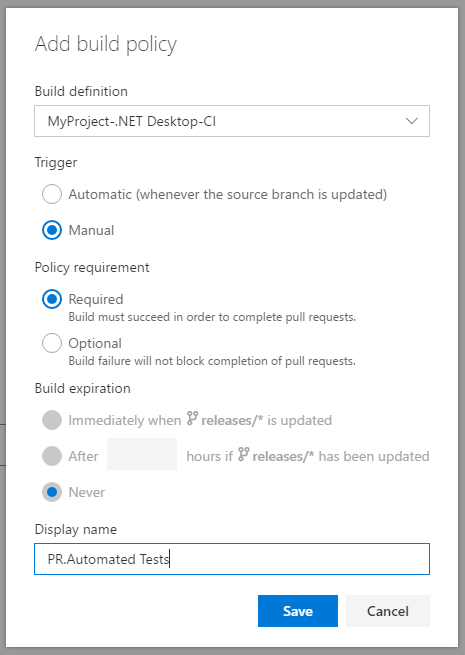 Add build policy
Build definition
MyProject-.NET Desktop-CI
Trigger
Automatic (whenever the source branch is updated)
Manual
Policy requirement
Required
Build must succeed in order to complete pull requests.
Optional
Build failure will not block completion of pull requests.
Build expiration
Immediately when releases/* is updated
After hours if releases/* has been updated
Never
Display name
PR.Automated Tests
Save Cancel